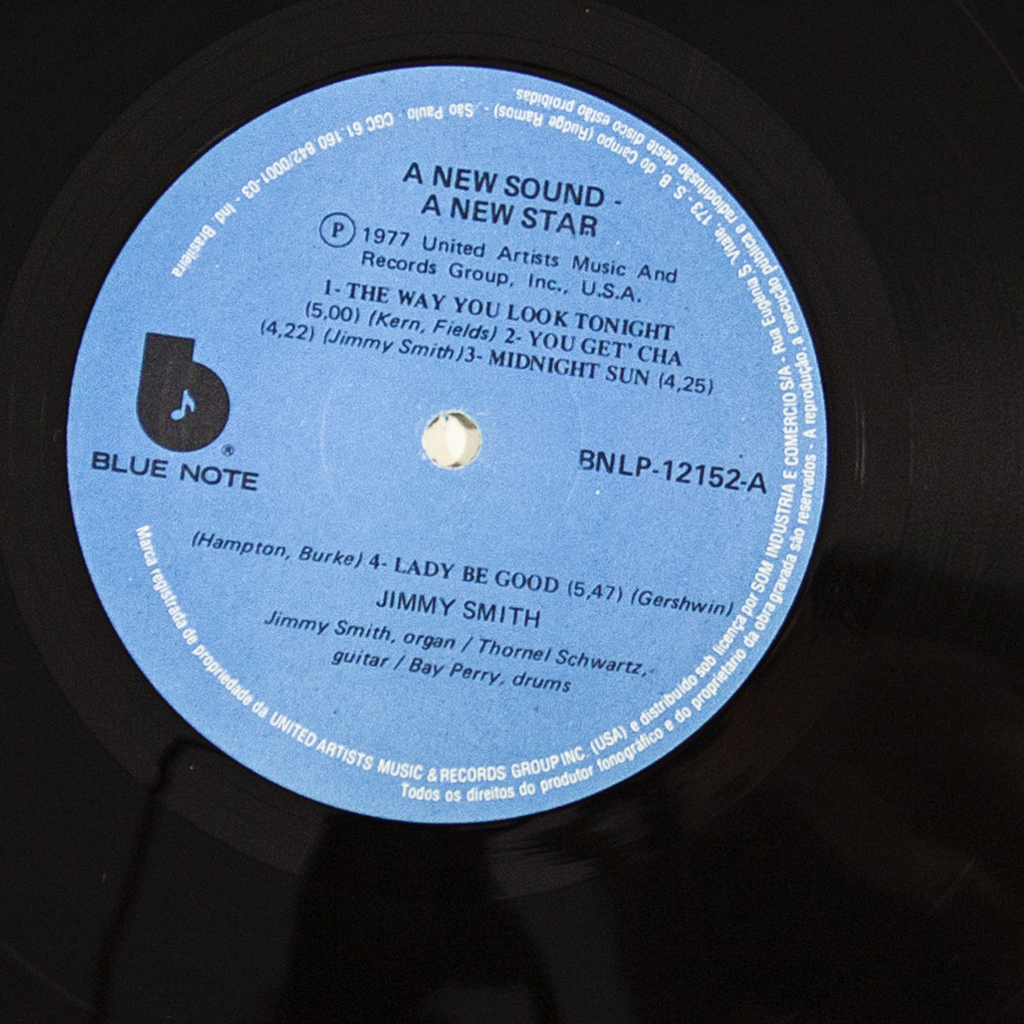 A NEW SOUND -
A NEW STAR
Ⓟ 1977 United Artists Music And
Records Group, Inc., U.S.A.
1- THE WAY YOU LOOK TONIGHT
(5,00) (Kern, Fields) 2- YOU GET' CHA
(4,22) (Jimmy Smith) 3- MIDNIGHT SUN (4,25)
b®
BLUE NOTE
BNLP-12152-A
(Hampton, Burke) 4- LADY BE GOOD (5,47) (Gershwin)
JIMMY SMITH
Jimmy Smith, organ / Thornel Schwartz,
guitar / Bay Perry, drums
Marca registrada de propriedade da UNITED ARTISTS MUSIC & RECORDS GROUP INC. (USA) e distribuido sob licença por SOM INDUSTRIA E COMERCIO S/A - Rua Eugênia S. Vitale, 173 - S. B. do Campo (Rudge Ramos) - São Paulo - CGC 61.160.842/0001-03 - Ind. Brasileira
Todos os direitos do produtor fonográfico e do proprietário da obra gravada são reservados - A reprodução, a execução pública e radiodifusão deste disco estão proibidas.